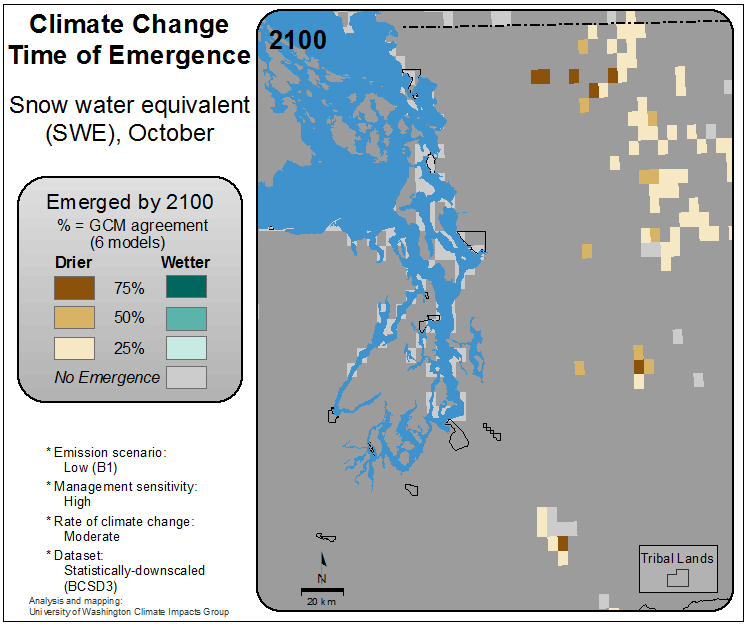 Climate Change
Time of Emergence
Snow water equivalent
(SWE), October
Emerged by 2100
% = GCM agreement
(6 models)
Drier Wetter
75%
50%
25%
No Emergence
* Emission scenario:
Low (B1)
* Management sensitivity:
High
* Rate of climate change:
Moderate
* Dataset:
Statistically-downscaled
(BCSD3)
Analysis and mapping:
University of Washington Climate Impacts Group
2100
N
20 km
Tribal Lands